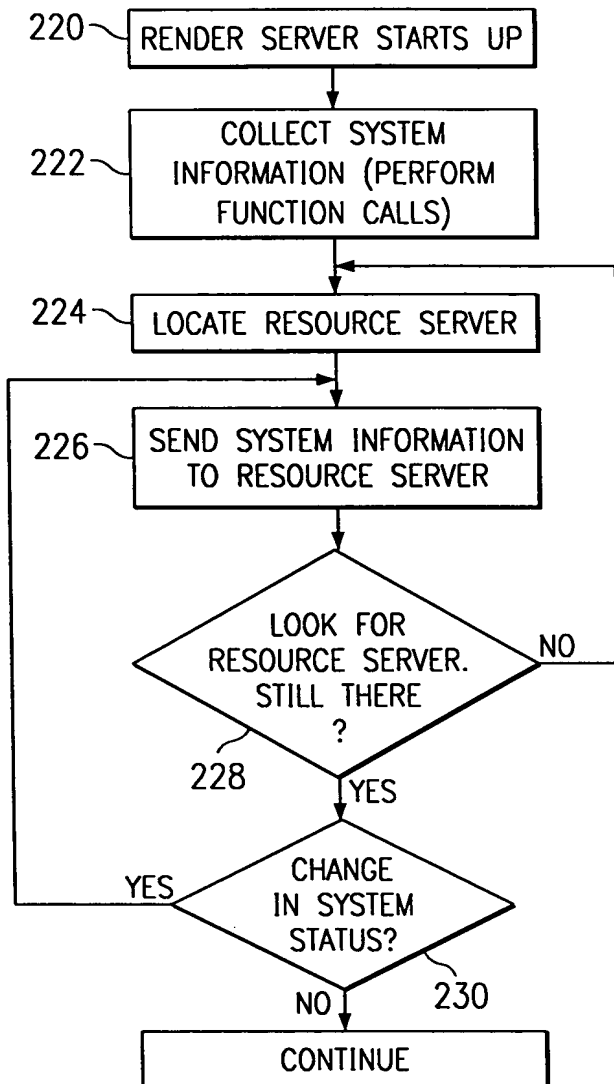 220
RENDER SERVER STARTS UP
222
COLLECT SYSTEM
INFORMATION (PERFORM
FUNCTION CALLS)
224
LOCATE RESOURCE SERVER
226
SEND SYSTEM INFORMATION
TO RESOURCE SERVER
LOOK FOR
RESOURCE SERVER.
STILL THERE
?
NO
228
YES
CHANGE
IN SYSTEM
STATUS?
YES
230
NO
CONTINUE